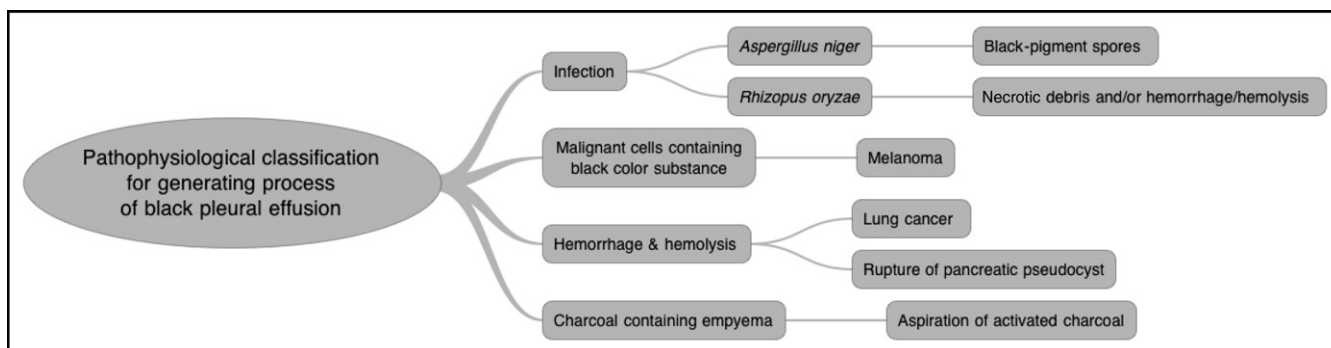 Pathophysiological classification
for generating process
of black pleural effusion
Infection
Aspergillus niger
Black-pigment spores
Rhizopus oryzae
Necrotic debris and/or hemorrhage/hemolysis
Malignant cells containing
black color substance
Melanoma
Hemorrhage & hemolysis
Lung cancer
Rupture of pancreatic pseudocyst
Charcoal containing empyema
Aspiration of activated charcoal